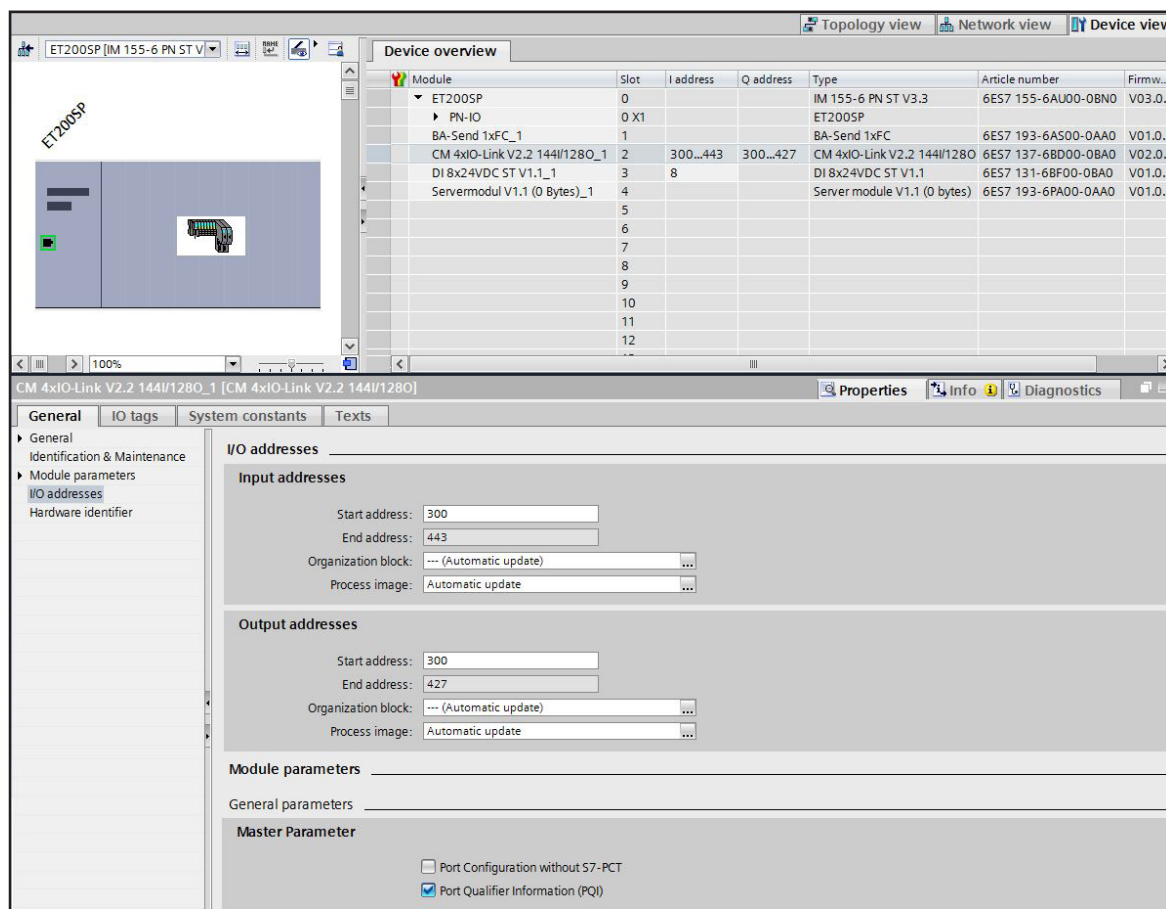 Topology view Network view Device view
ET200SP [IM 155-6 PN ST V Device overview
Module Slot I address Q address Type Article number Firmw...
ET200SP 0 IM 155-6 PN ST V3.3 6ES7 155-6AU00-0BN0 V03.0.
PN-IO 0 X1 ET200SP
BA-Send 1xFC_1 1 BA-Send 1xFC 6ES7 193-6AS00-0AA0 V01.0.
CM 4xIO-Link V2.2 144I/128O_1 2 300...443 300...427 CM 4xIO-Link V2.2 144I/128O 6ES7 137-6BD00-0BA0 V02.0.
DI 8x24VDC ST V1.1_1 3 8 DI 8x24VDC ST V1.1 6ES7 131-6BF00-0BA0 V01.0.
Servermodul V1.1 (0 Bytes)_1 4 Server module V1.1 (0 bytes) 6ES7 193-6PA00-0AA0 V01.0.
5
6
7
8
9
10
11
12
ET200SP
100%
CM 4xIO-Link V2.2 144I/128O_1 [CM 4xIO-Link V2.2 144I/128O] Properties Info Diagnostics
General IO tags System constants Texts
General
Identification & Maintenance
Module parameters
I/O addresses
Hardware identifier
I/O addresses
Input addresses
Start address: 300
End address: 443
Organization block: --- (Automatic update) ...
Process image: Automatic update ...
Output addresses
Start address: 300
End address: 427
Organization block: --- (Automatic update) ...
Process image: Automatic update ...
Module parameters
General parameters
Master Parameter
Port Configuration without S7-PCT
Port Qualifier Information (PQI)